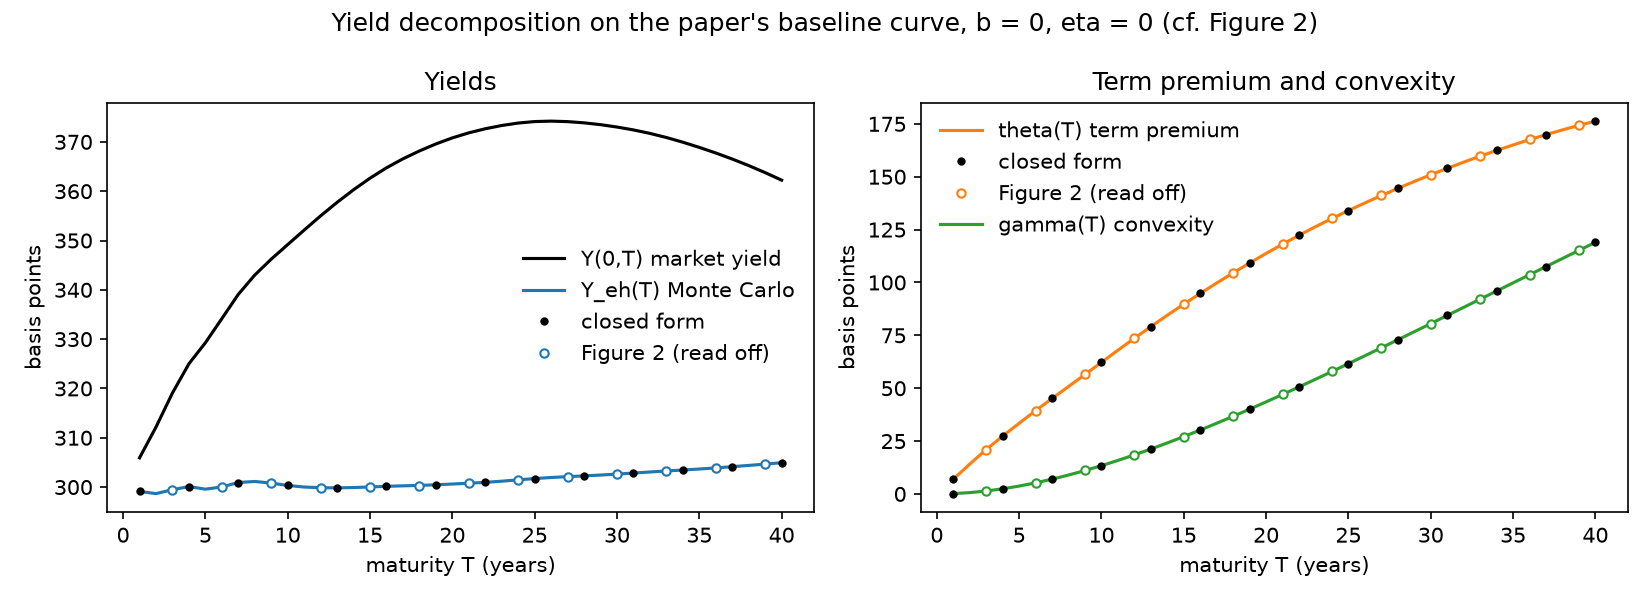 Yield decomposition on the paper's baseline curve, b = 0, eta = 0 (cf. Figure 2)
Yields
370
360
350
340
330
320
310
300
basis points
Y(0,T) market yield
Y_eh(T) Monte Carlo
closed form
Figure 2 (read off)
0 5 10 15 20 25 30 35 40
maturity T (years)
Term premium and convexity
175
150
125
100
75
50
25
0
basis points
theta(T) term premium
closed form
Figure 2 (read off)
gamma(T) convexity
0 5 10 15 20 25 30 35 40
maturity T (years)